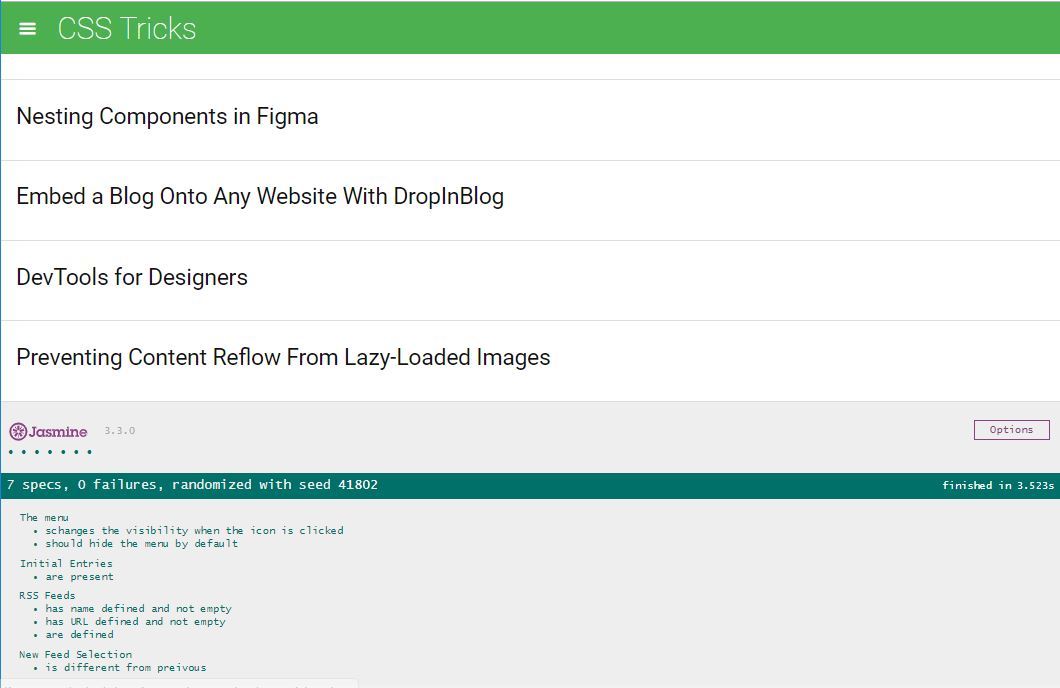 CSS Tricks
Nesting Components in Figma
Embed a Blog Onto Any Website With DropInBlog
DevTools for Designers
Preventing Content Reflow From Lazy-Loaded Images
Jasmine 3.3.0 Options
• • • • • • •
7 specs, 0 failures, randomized with seed 41802 finished in 3.523s
The menu
• schanges the visibility when the icon is clicked
• should hide the menu by default
Initial Entries
• are present
RSS Feeds
• has name defined and not empty
• has URL defined and not empty
• are defined
New Feed Selection
• is different from preivous